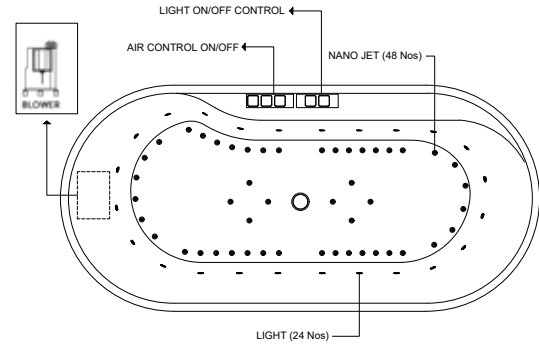 LIGHT ON/OFF CONTROL
AIR CONTROL ON/OFF
NANO JET (48 Nos)
BLOWER
LIGHT (24 Nos)